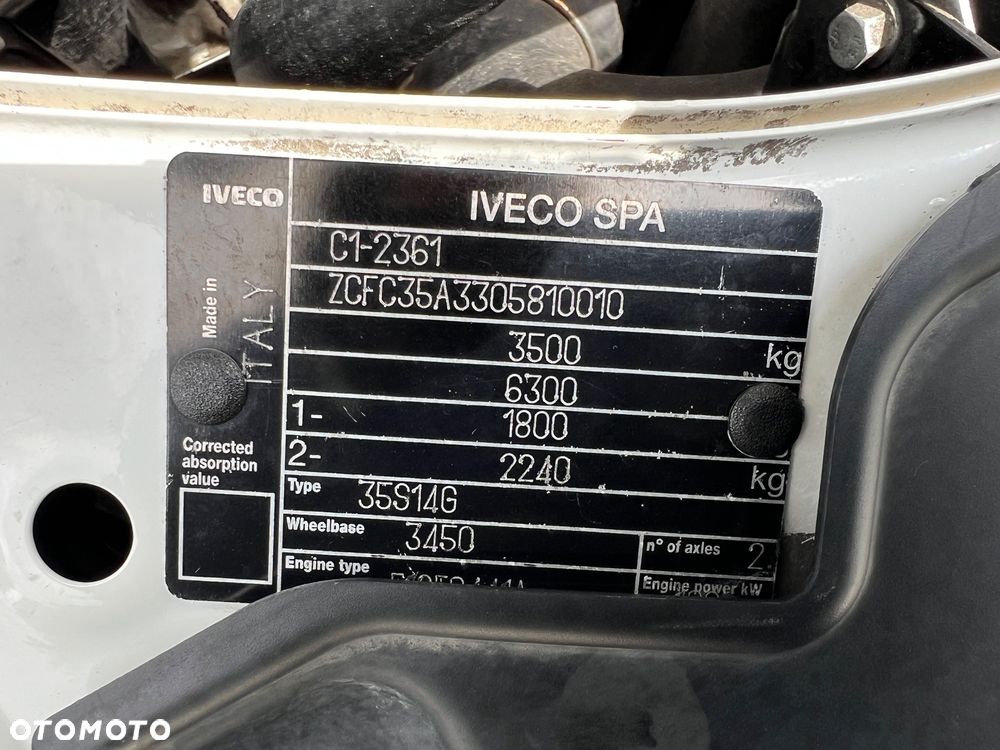 IVECO
IVECO SPA
C1-2361
ZCFC35A3305810010
Made in
ITALY
3500 kg
6300
1- 1800
2- 2240 kg
Corrected
absorption
value
Type 35S14G
Wheelbase 3450
n° of axles 2
Engine type
Engine power kW
OTOMOTO